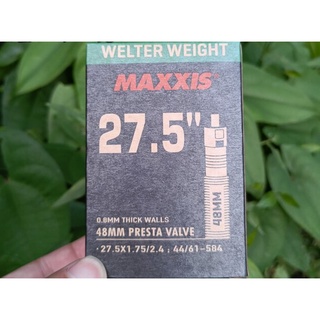 WELTER WEIGHT
MAXXIS
27.5"
48MM
0.8MM THICK WALLS
48MM PRESTA VALVE
· 27.5X1.75/2.4 ; 44/61-584